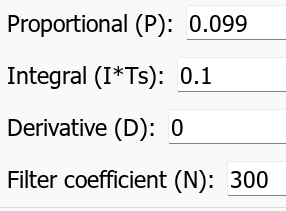 Proportional (P): 0.099
Integral (I*Ts): 0.1
Derivative (D): 0
Filter coefficient (N): 300